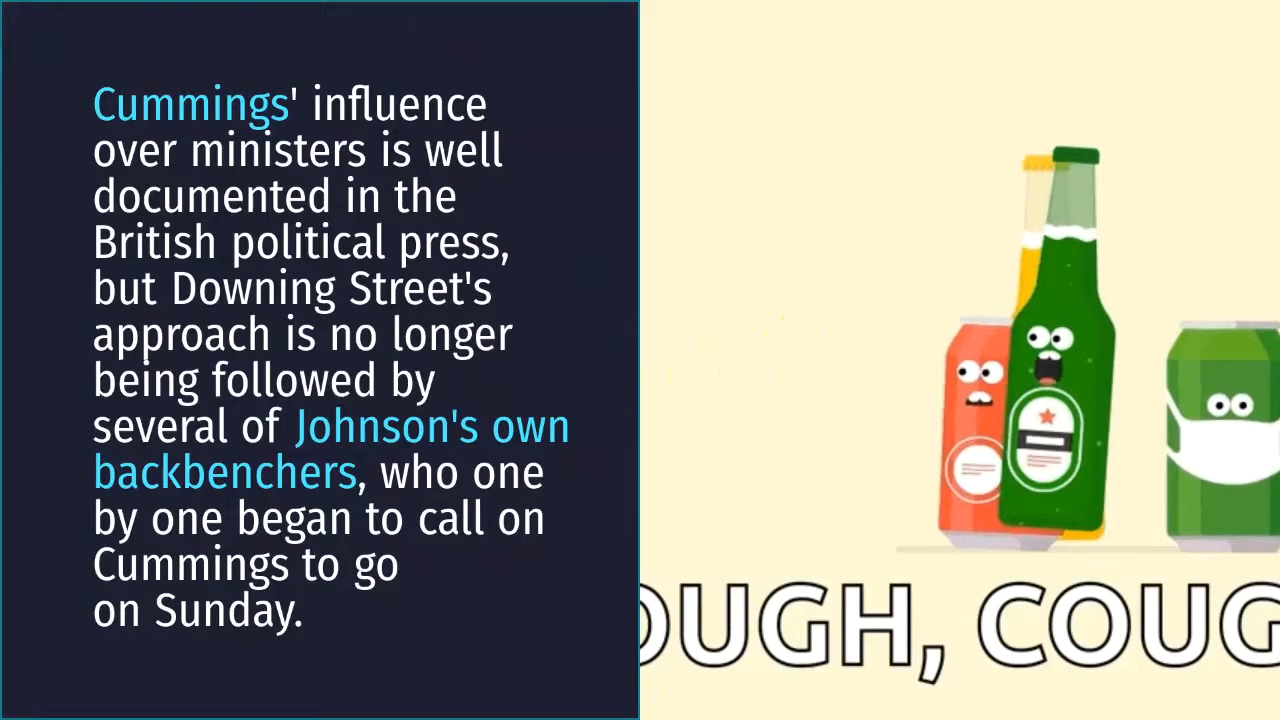 Cummings' influence
over ministers is well
documented in the
British political press,
but Downing Street's
approach is no longer
being followed by
several of Johnson's own
backbenchers, who one
by one began to call on
Cummings to go
on Sunday.
OUGH, COUG